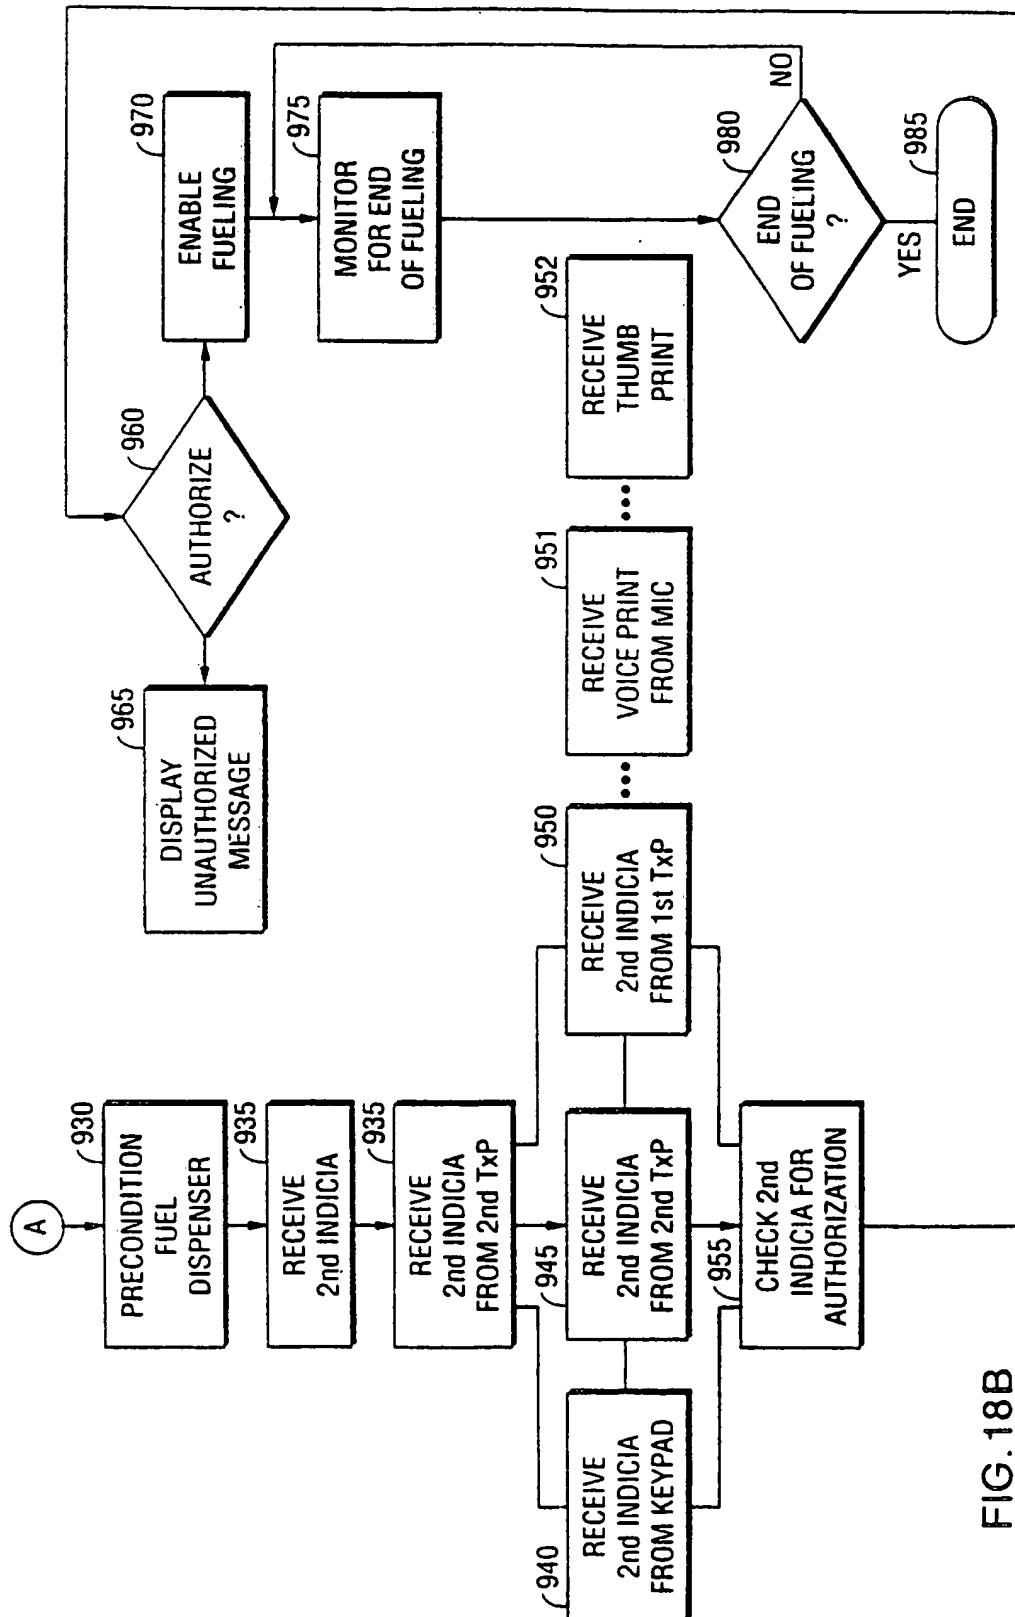 A
930
PRECONDITION
FUEL
DISPENSER
935
RECEIVE
2nd INDICIA
935
RECEIVE
2nd INDICIA
FROM 2nd TxP
940
RECEIVE
2nd INDICIA
FROM KEYPAD
945
RECEIVE
2nd INDICIA
FROM 2nd TxP
950
RECEIVE
2nd INDICIA
FROM 1st TxP
951
RECEIVE
VOICE PRINT
FROM MIC
952
RECEIVE
THUMB
PRINT
955
CHECK 2nd
INDICIA FOR
AUTHORIZATION
960
AUTHORIZE
?
965
DISPLAY
UNAUTHORIZED
MESSAGE
970
ENABLE
FUELING
975
MONITOR
FOR END
OF FUELING
980
END
OF FUELING
?
NO
YES
985
END
FIG. 18B